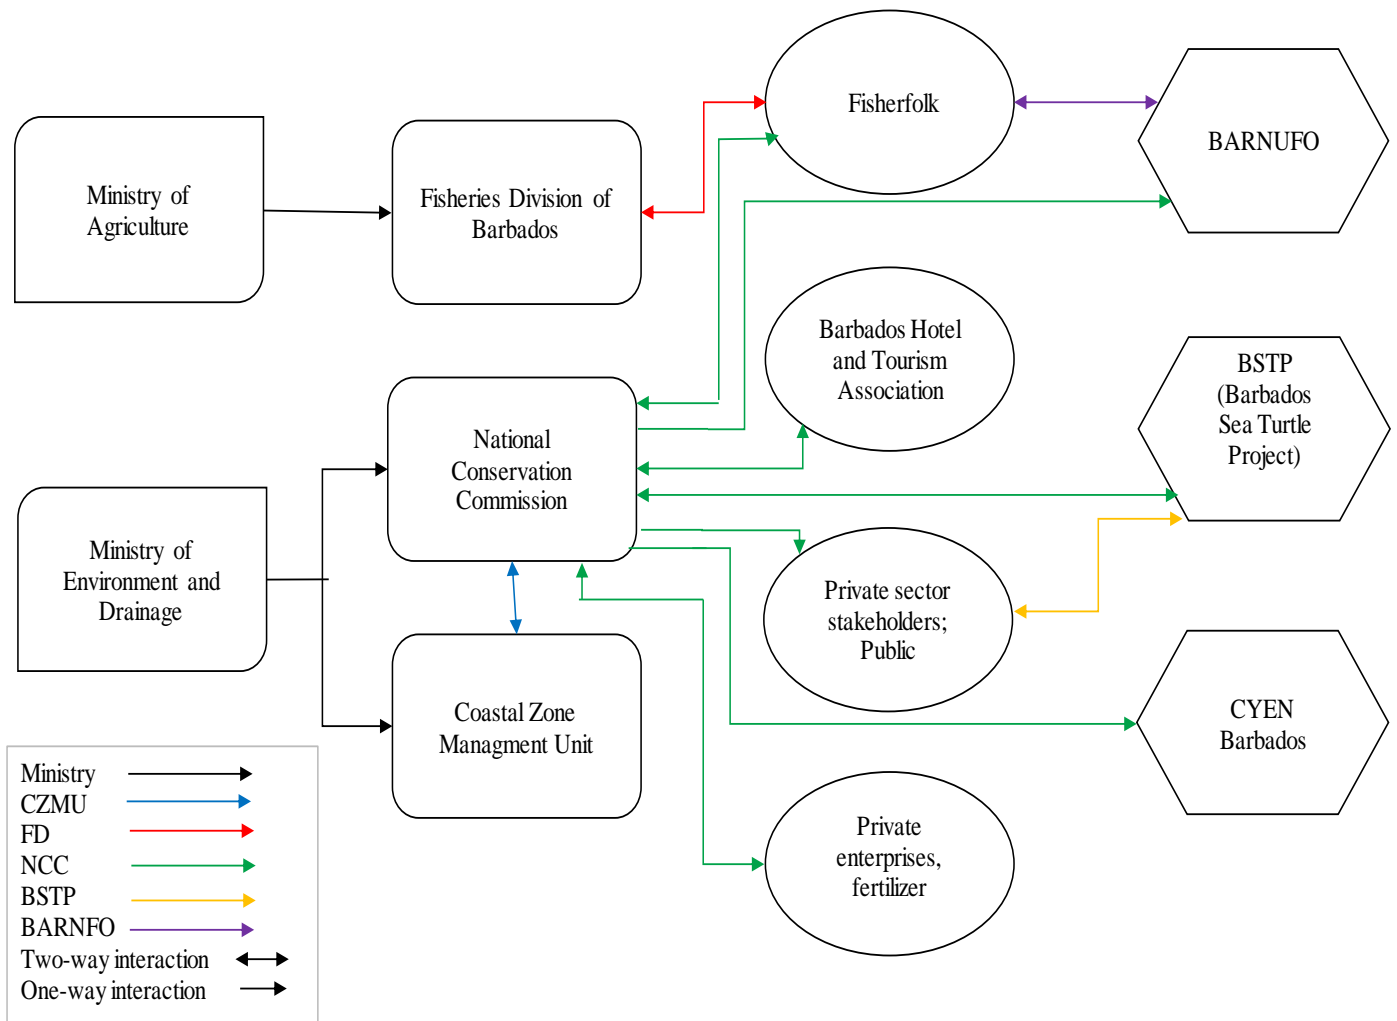 Ministry of
Agriculture
Fisheries Division of
Barbados
Fisherfolk
BARNUFO
Barbados Hotel
and Tourism
Association
BSTP
(Barbados
Sea Turtle
Project)
National
Conservation
Commission
Ministry of
Environment and
Drainage
Private sector
stakeholders;
Public
Coastal Zone
Managment Unit
CYEN
Barbados
Private
enterprises,
fertilizer
Ministry
CZMU
FD
NCC
BSTP
BARNFO
Two-way interaction
One-way interaction